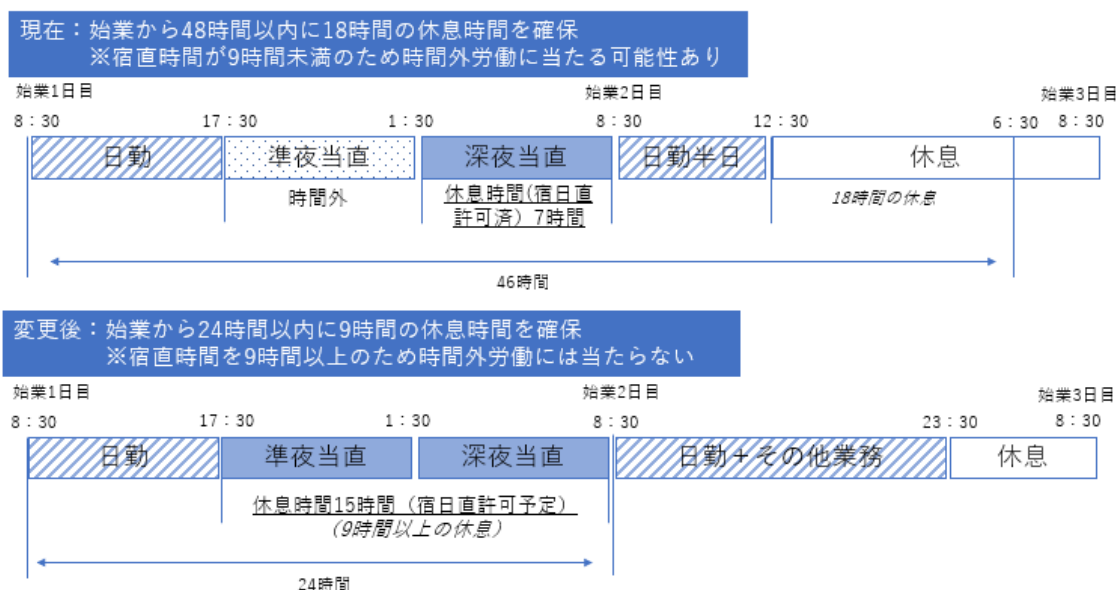 現在：始業から48時間以内に18時間の休息時間を確保
※宿直時間が9時間未満のため時間外労働に当たる可能性あり
始業1日目 始業2日目 始業3日目
8：30 17：30 1：30 8：30 12：30 6：30 8：30
日勤 準夜当直 深夜当直 日勤半日 休息
時間外 休息時間(宿日直 18時間の休息
許可済) 7時間
46時間
変更後：始業から24時間以内に9時間の休息時間を確保
※宿直時間を9時間以上のため時間外労働には当たらない
始業1日目 始業2日目 始業3日目
8：30 17：30 1：30 8：30 23：30 8：30
日勤 準夜当直 深夜当直 日勤＋その他業務 休息
休息時間15時間（宿日直許可予定）
(9時間以上の休息)
24時間